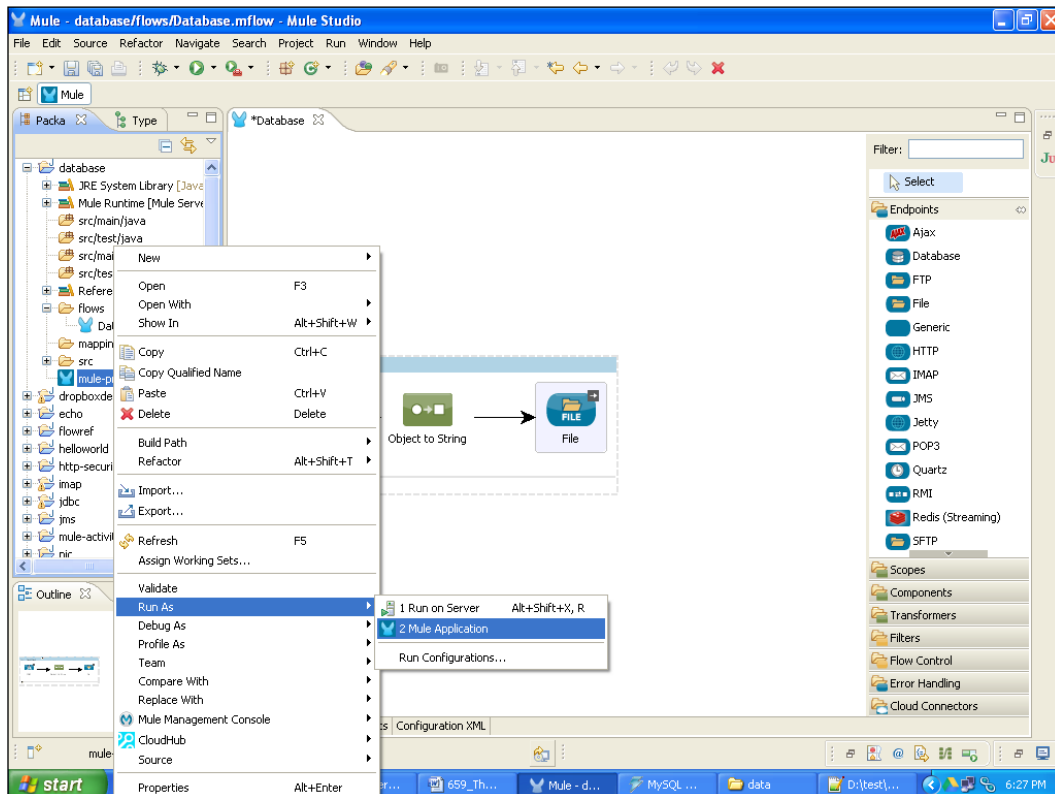 Mule - database/flows/Database.mflow - Mule Studio
File Edit Source Refactor Navigate Search Project Run Window Help
Mule
Packa
Type
*Database
database
JRE System Library [Java
Mule Runtime [Mule Serve
src/main/java
src/test/java
src/mai
src/tes
Refere
flows
Dat
mappin
src
mule-p
dropboxde
echo
flowref
helloworld
http-securi
imap
jdbc
jms
mule-activi
nic
Outline
New
Open F3
Open With
Show In Alt+Shift+W
Copy Ctrl+C
Copy Qualified Name
Paste Ctrl+V
Delete Delete
Build Path
Refactor Alt+Shift+T
Import...
Export...
Refresh F5
Assign Working Sets...
Validate
Run As
Debug As
Profile As
Team
Compare With
Replace With
Mule Management Console
CloudHub
Source
Properties Alt+Enter
1 Run on Server Alt+Shift+X, R
2 Mule Application
Run Configurations...
Object to String
FILE
File
Configuration XML
Filter:
Select
Endpoints
AJAX
Ajax
Database
FTP
File
Generic
HTTP
IMAP
JMS
Jetty
POP3
Quartz
RMI
Redis (Streaming)
SFTP
Scopes
Components
Transformers
Filters
Flow Control
Error Handling
Cloud Connectors
Ju
mule-
start
659_Th...
Mule - d...
MySQL ...
data
D:\test\...
6:27 PM